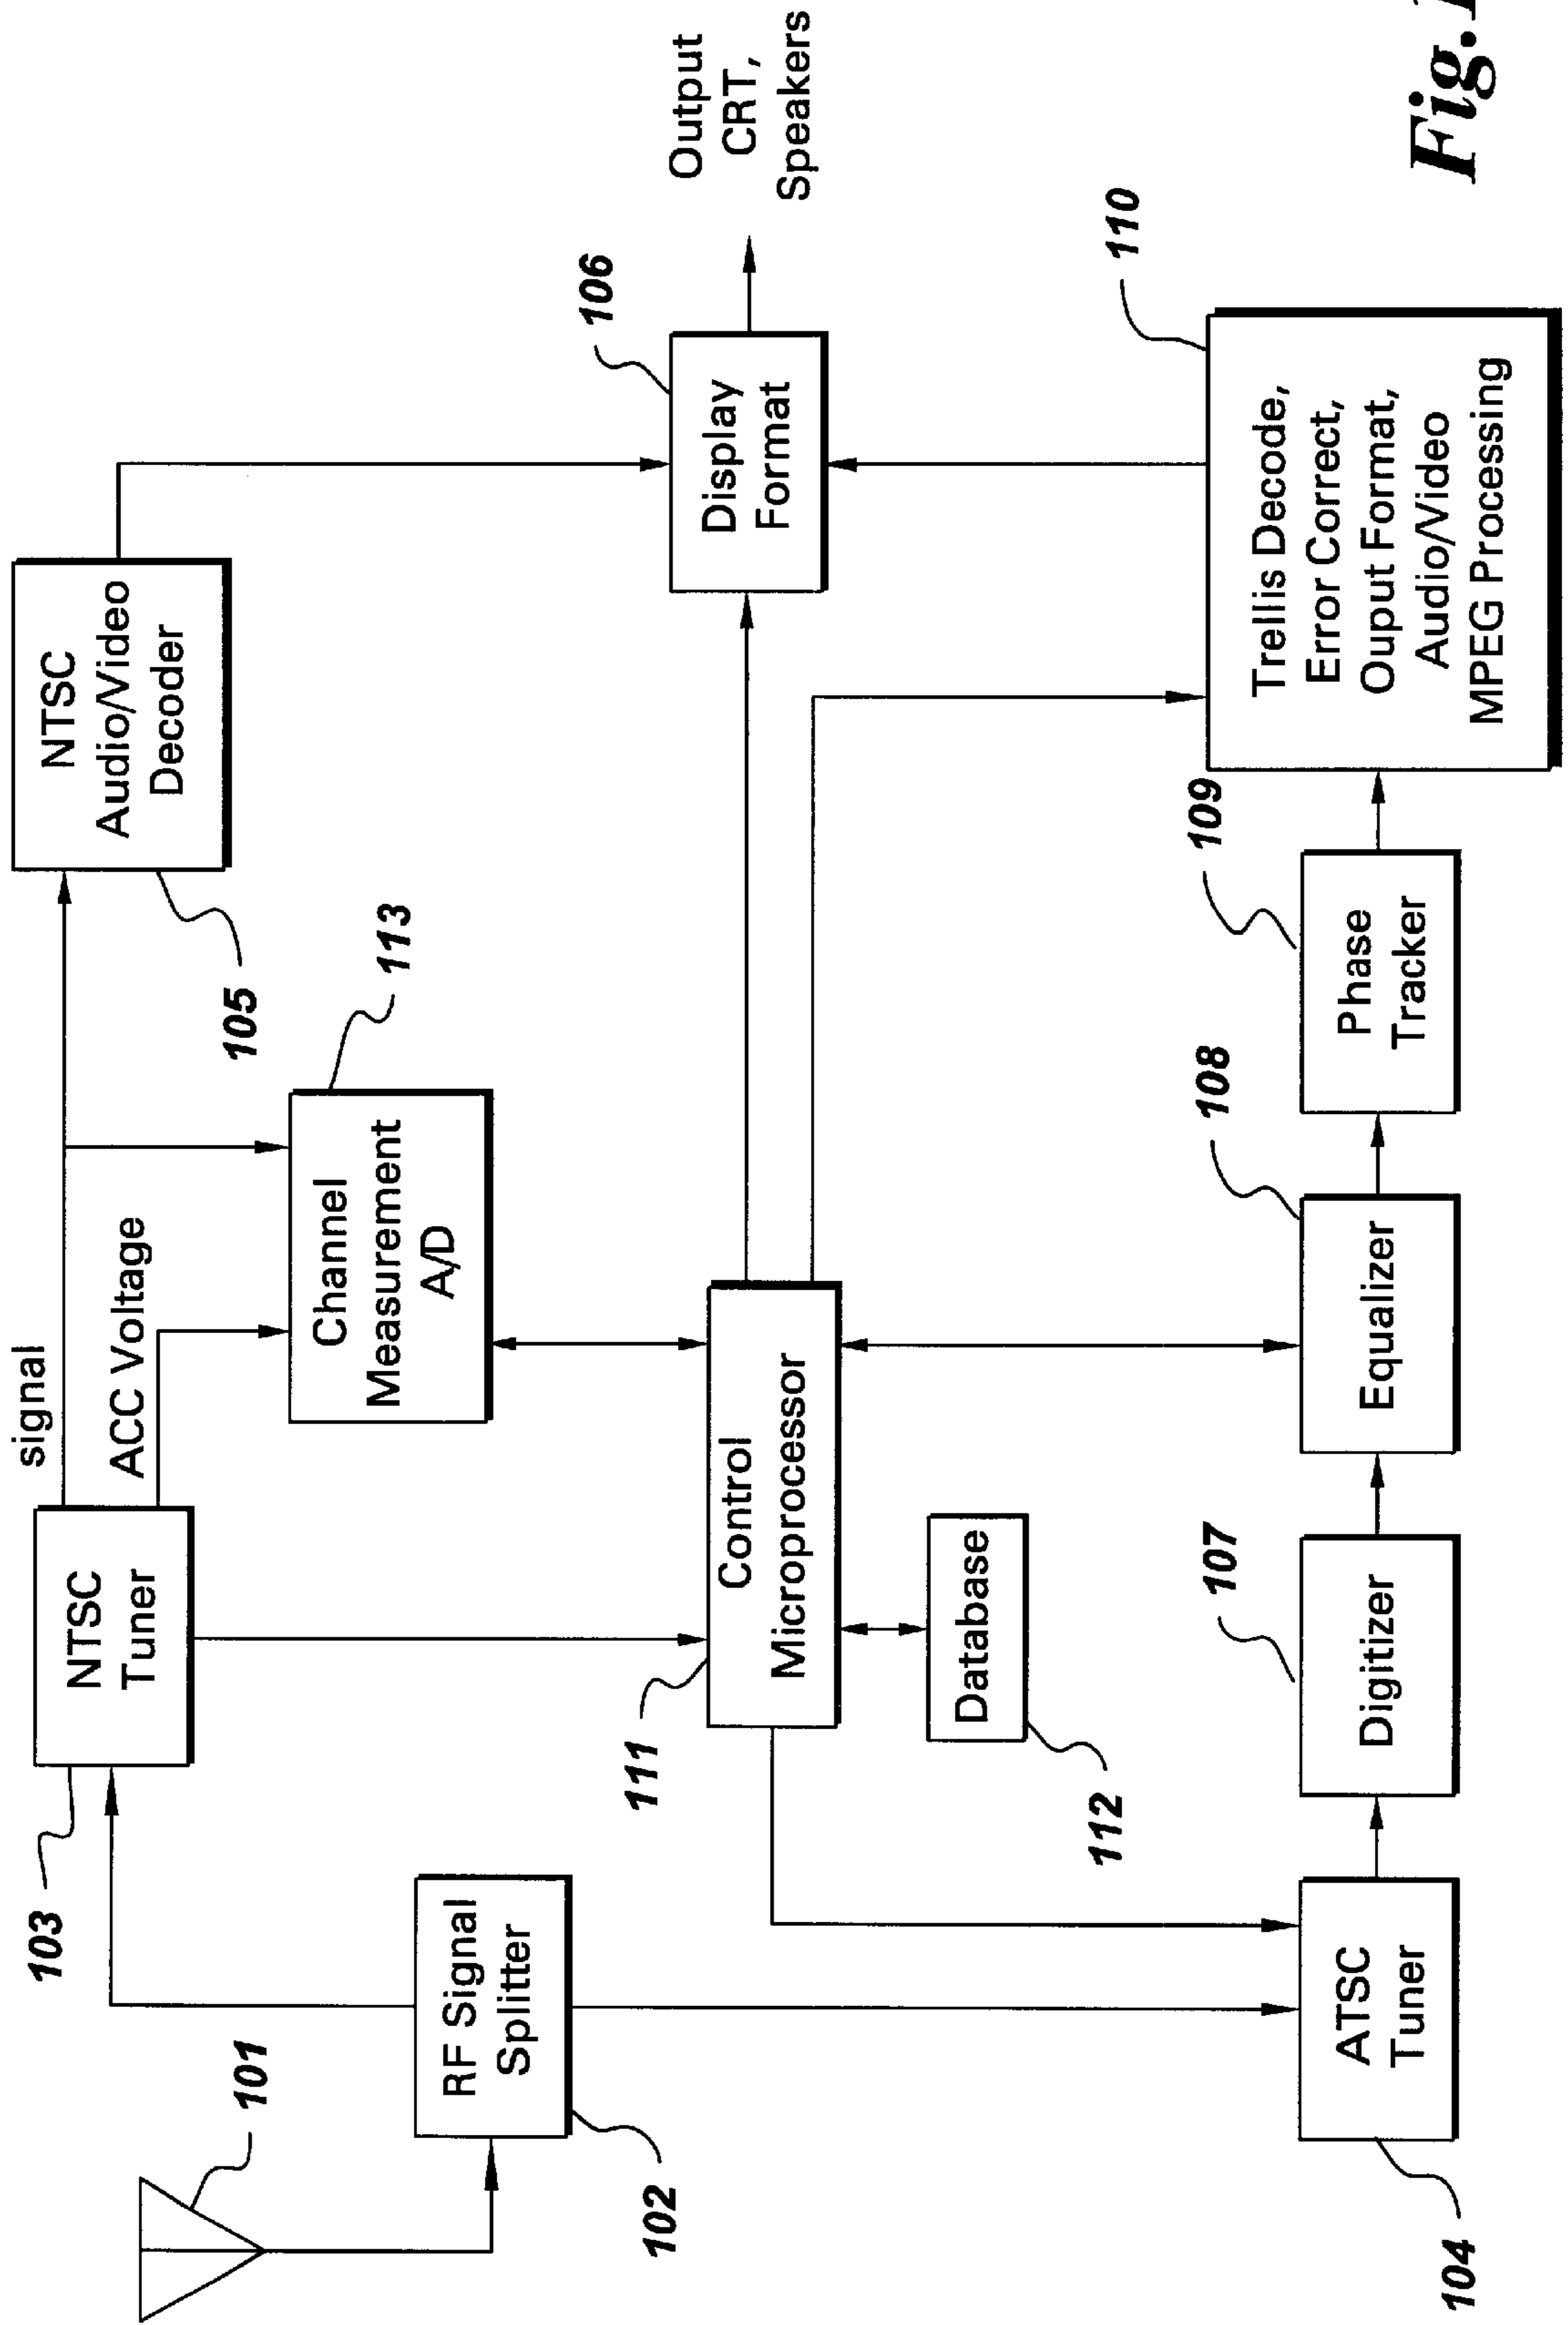 signal
ACC Voltage
NTSC
Tuner
103
NTSC
Audio/Video
Decoder
105
Channel
Measurement
A/D
113
101
RF Signal
Splitter
102
Control
Microprocessor
111
Database
112
Display
Format
106
Output
CRT,
Speakers
ATSC
Tuner
104
Digitizer
107
Equalizer
108
Phase
Tracker
109
Trellis Decode,
Error Correct,
Ouput Format,
Audio/Video
MPEG Processing
110
Fig.1